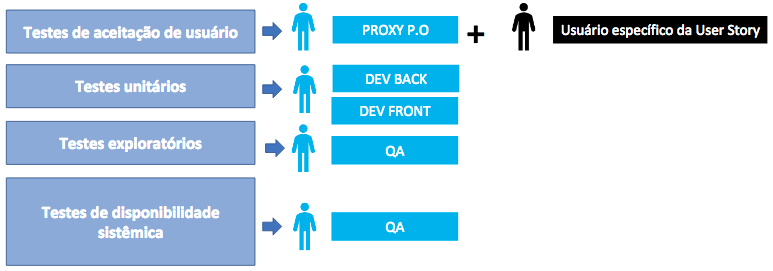 Testes de aceitação de usuário
PROXY P.O
+
Usuário específico da User Story
Testes unitários
DEV BACK
DEV FRONT
Testes exploratórios
QA
Testes de disponibilidade
sistêmica
QA